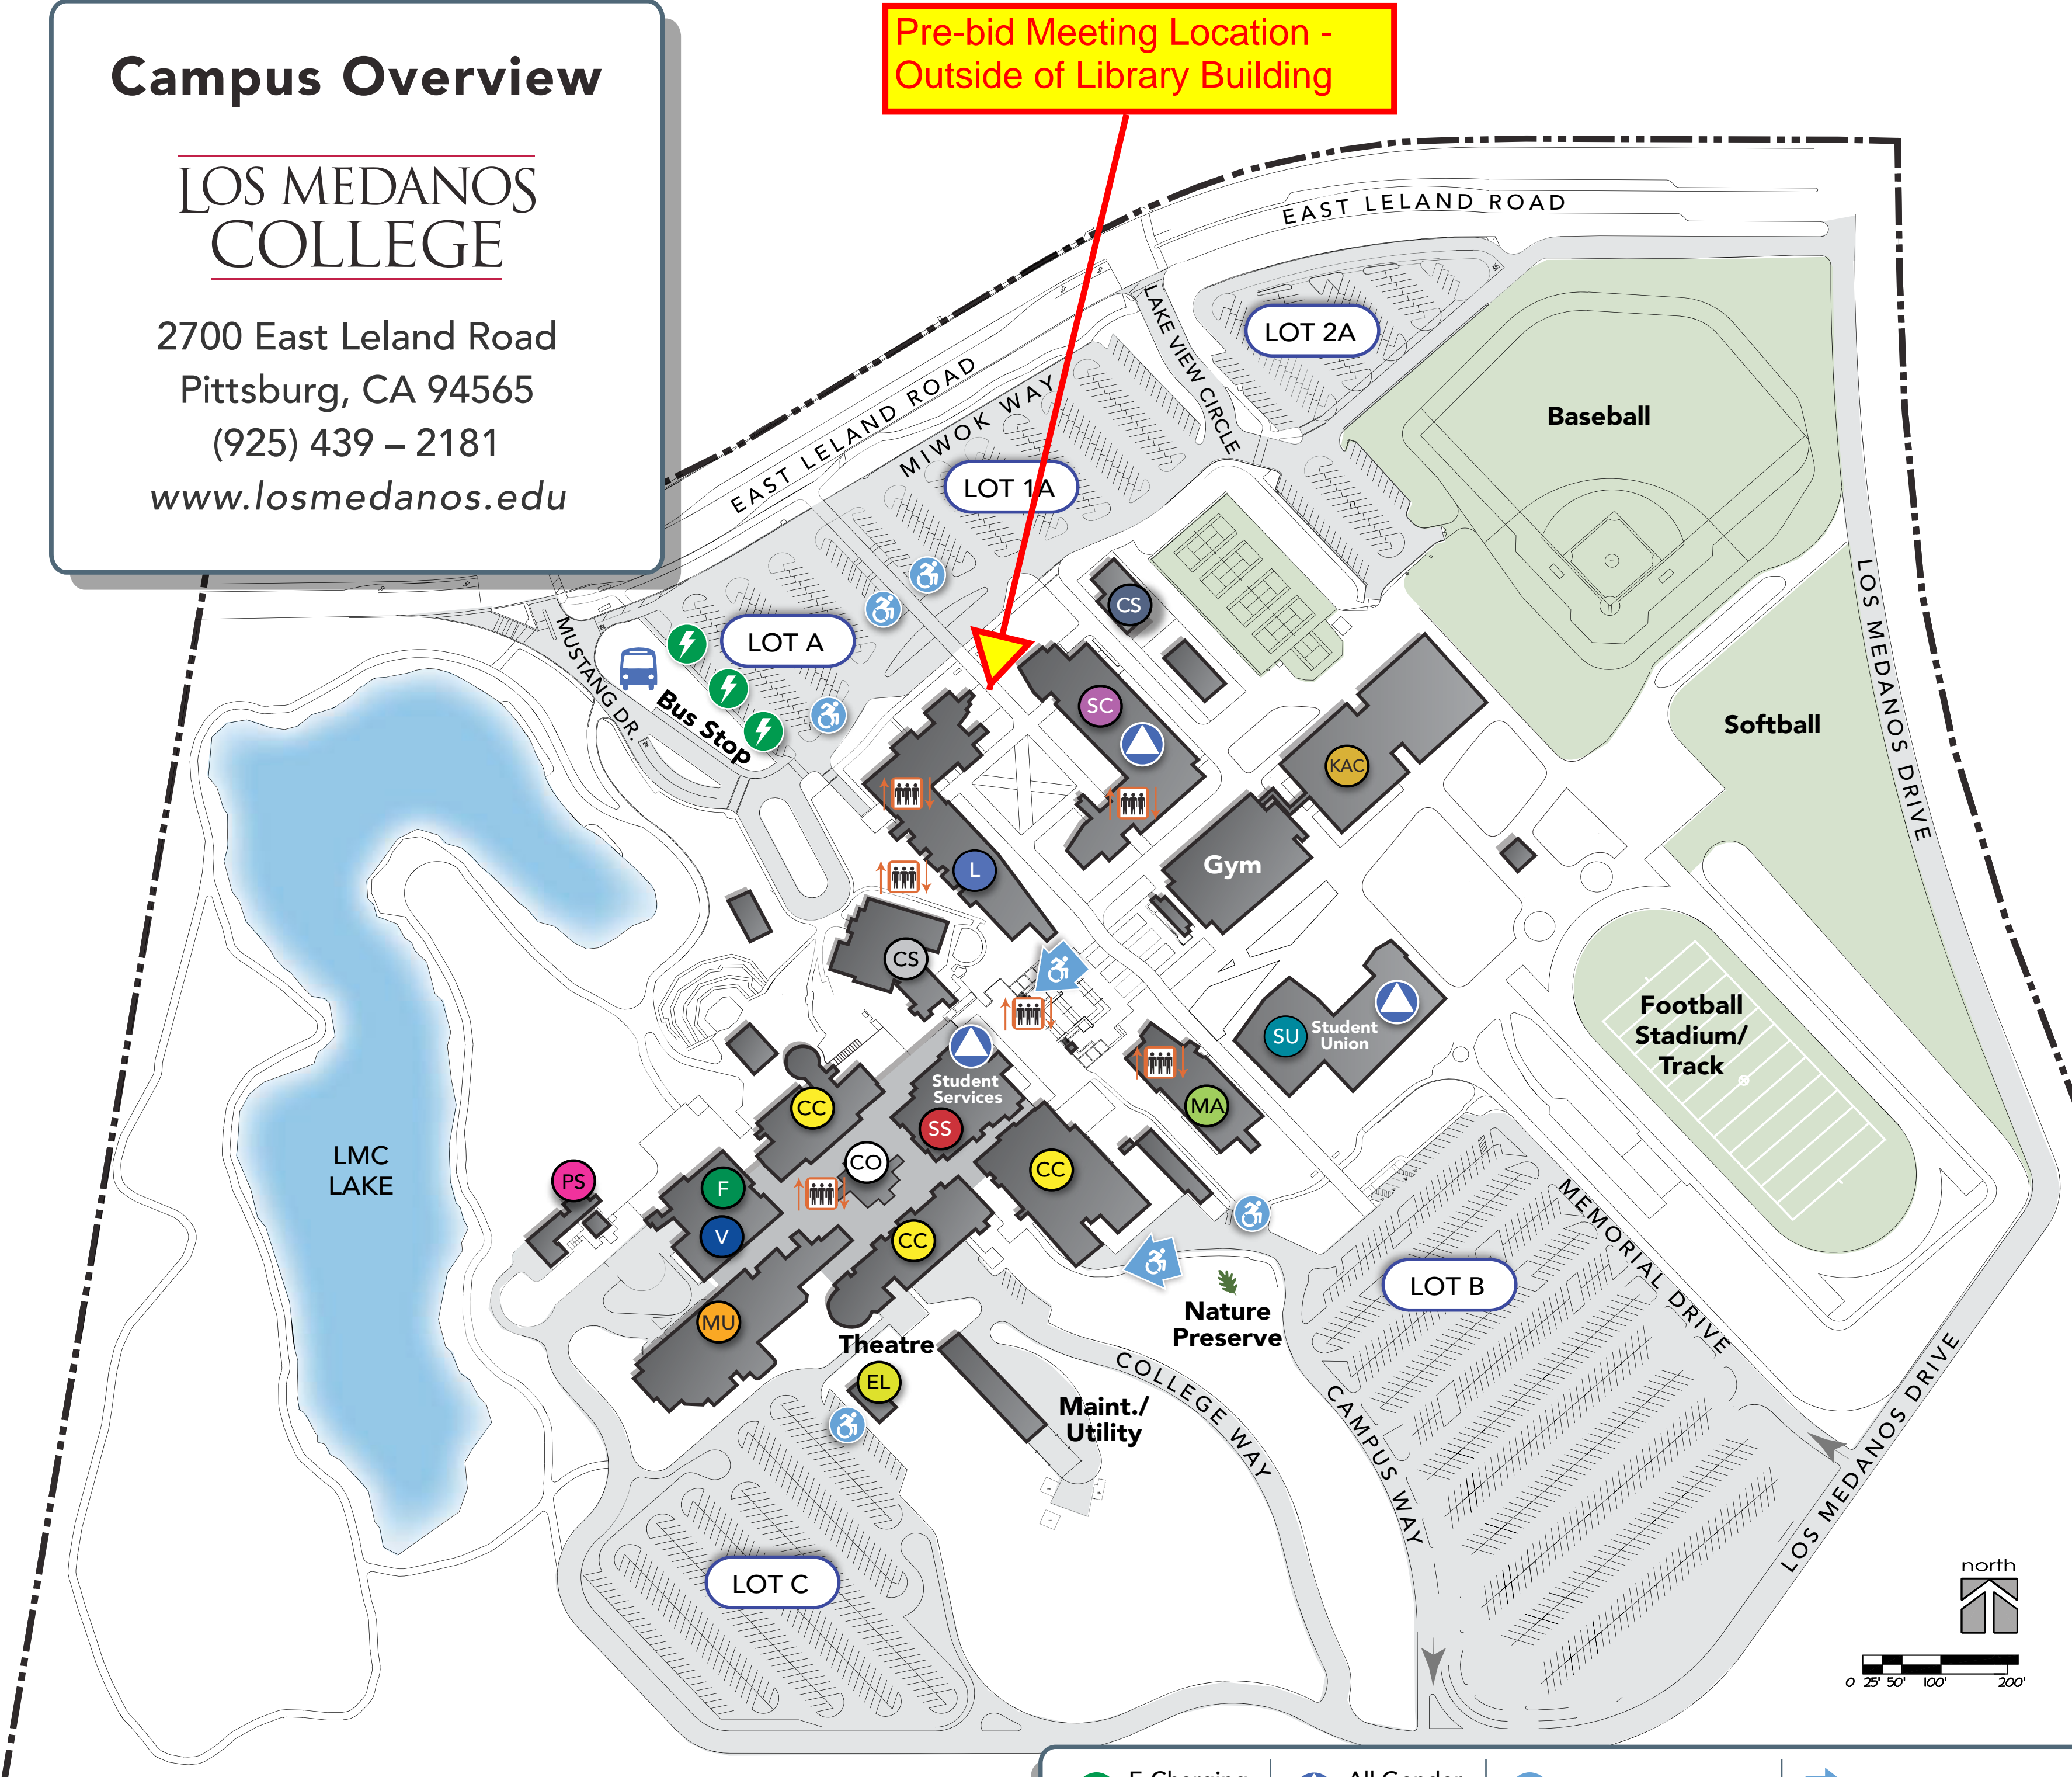 Pre-bid Meeting Location -
Outside of Library Building
Campus Overview
LOS MEDANOS
COLLEGE
2700 East Leland Road
Pittsburg, CA 94565
(925) 439 – 2181
www.losmedanos.edu
EAST LELAND ROAD
LAKE VIEW CIRCLE
LOT 2A
EAST LELAND ROAD
MIWOK WAY
LOT 1A
Baseball
LOS MEDANOS DRIVE
MUSTANG DR.
LOT A
Bus Stop
CS
SC
KAC
Softball
Gym
L
CS
Football
Stadium/
Track
SU
Student
Union
Student
Services
SS
CC
MA
CO
CC
LMC
LAKE
PS
F
V
CC
MU
Theatre
EL
Nature
Preserve
LOT B
MEMORIAL DRIVE
Maint./
Utility
COLLEGE WAY
CAMPUS WAY
LOS MEDANOS DRIVE
LOT C
north
0 25' 50' 100' 200'